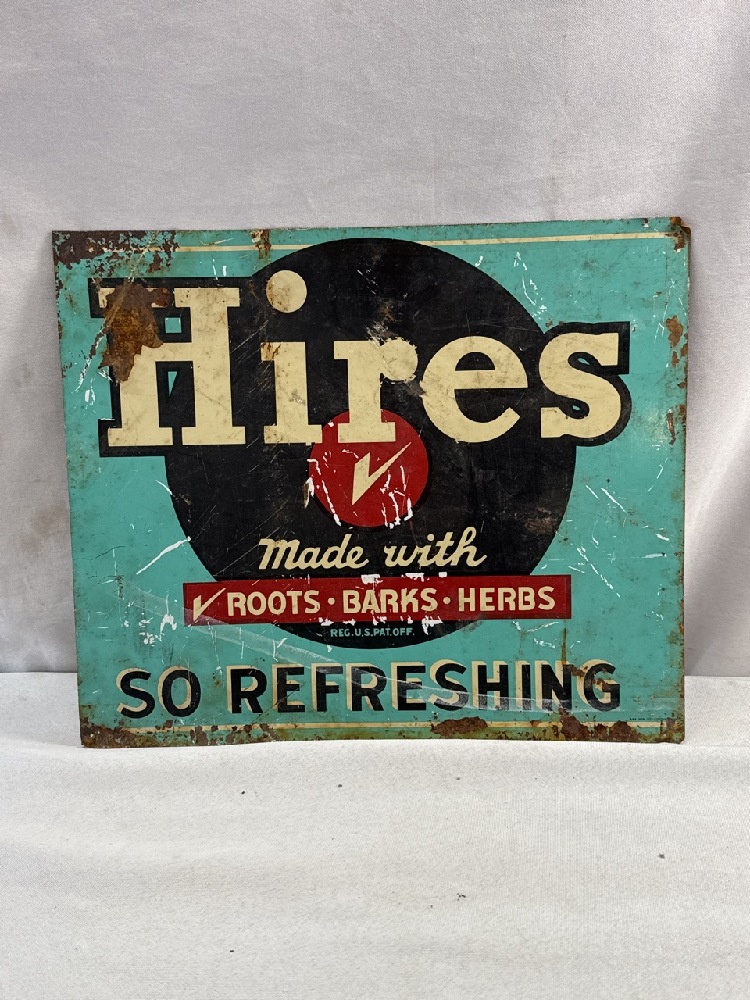 Hires
Made with
ROOTS · BARKS · HERBS
REG. U.S. PAT. OFF.
SO REFRESHING